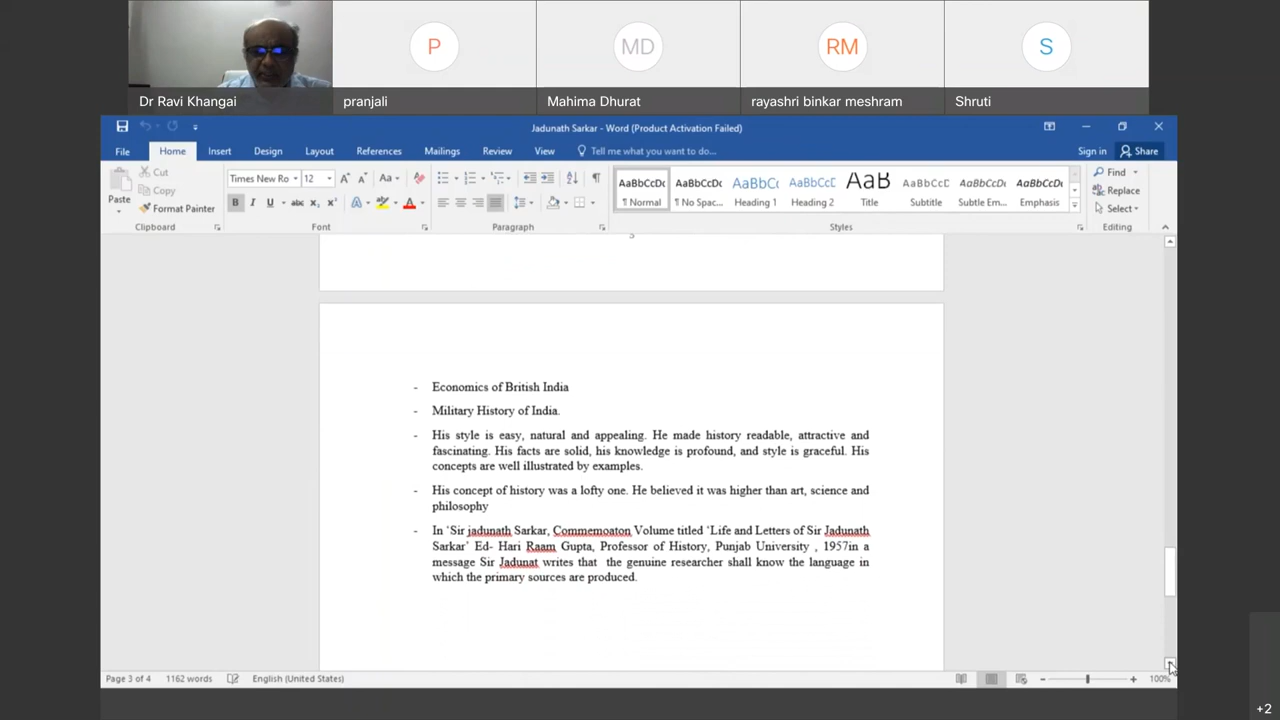 P
MD
RM
S
Dr Ravi Khangai
pranjali
Mahima Dhurat
rayashri binkar meshram
Shruti
Jadunath Sarkar - Word (Product Activation Failed)
File Home Insert Design Layout References Mailings Review View Tell me what you want to do... Sign in Share
Paste
Cut
Copy
Format Painter
Clipboard
Times New Ro 12
Font
Paragraph
AaBbCcDc AaBbCcDc AaBbC AaBbCcC AaB AaBbCcD AaBbCcDc AaBbCcDc
¶ Normal ¶ No Spac... Heading 1 Heading 2 Title Subtitle Subtle Em... Emphasis
Styles
Find
Replace
Select
Editing
- Economics of British India
- Military History of India.
- His style is easy, natural and appealing. He made history readable, attractive and
fascinating. His facts are solid, his knowledge is profound, and style is graceful. His
concepts are well illustrated by examples.
- His concept of history was a lofty one. He believed it was higher than art, science and
philosophy
- In ‘Sir jadunath Sarkar, Commemoaton Volume titled ‘Life and Letters of Sir Jadunath
Sarkar’ Ed- Hari Raam Gupta, Professor of History, Punjab University , 1957in a
message Sir Jadunat writes that the genuine researcher shall know the language in
which the primary sources are produced.
Page 3 of 4 1162 words English (United States) 100%
+2